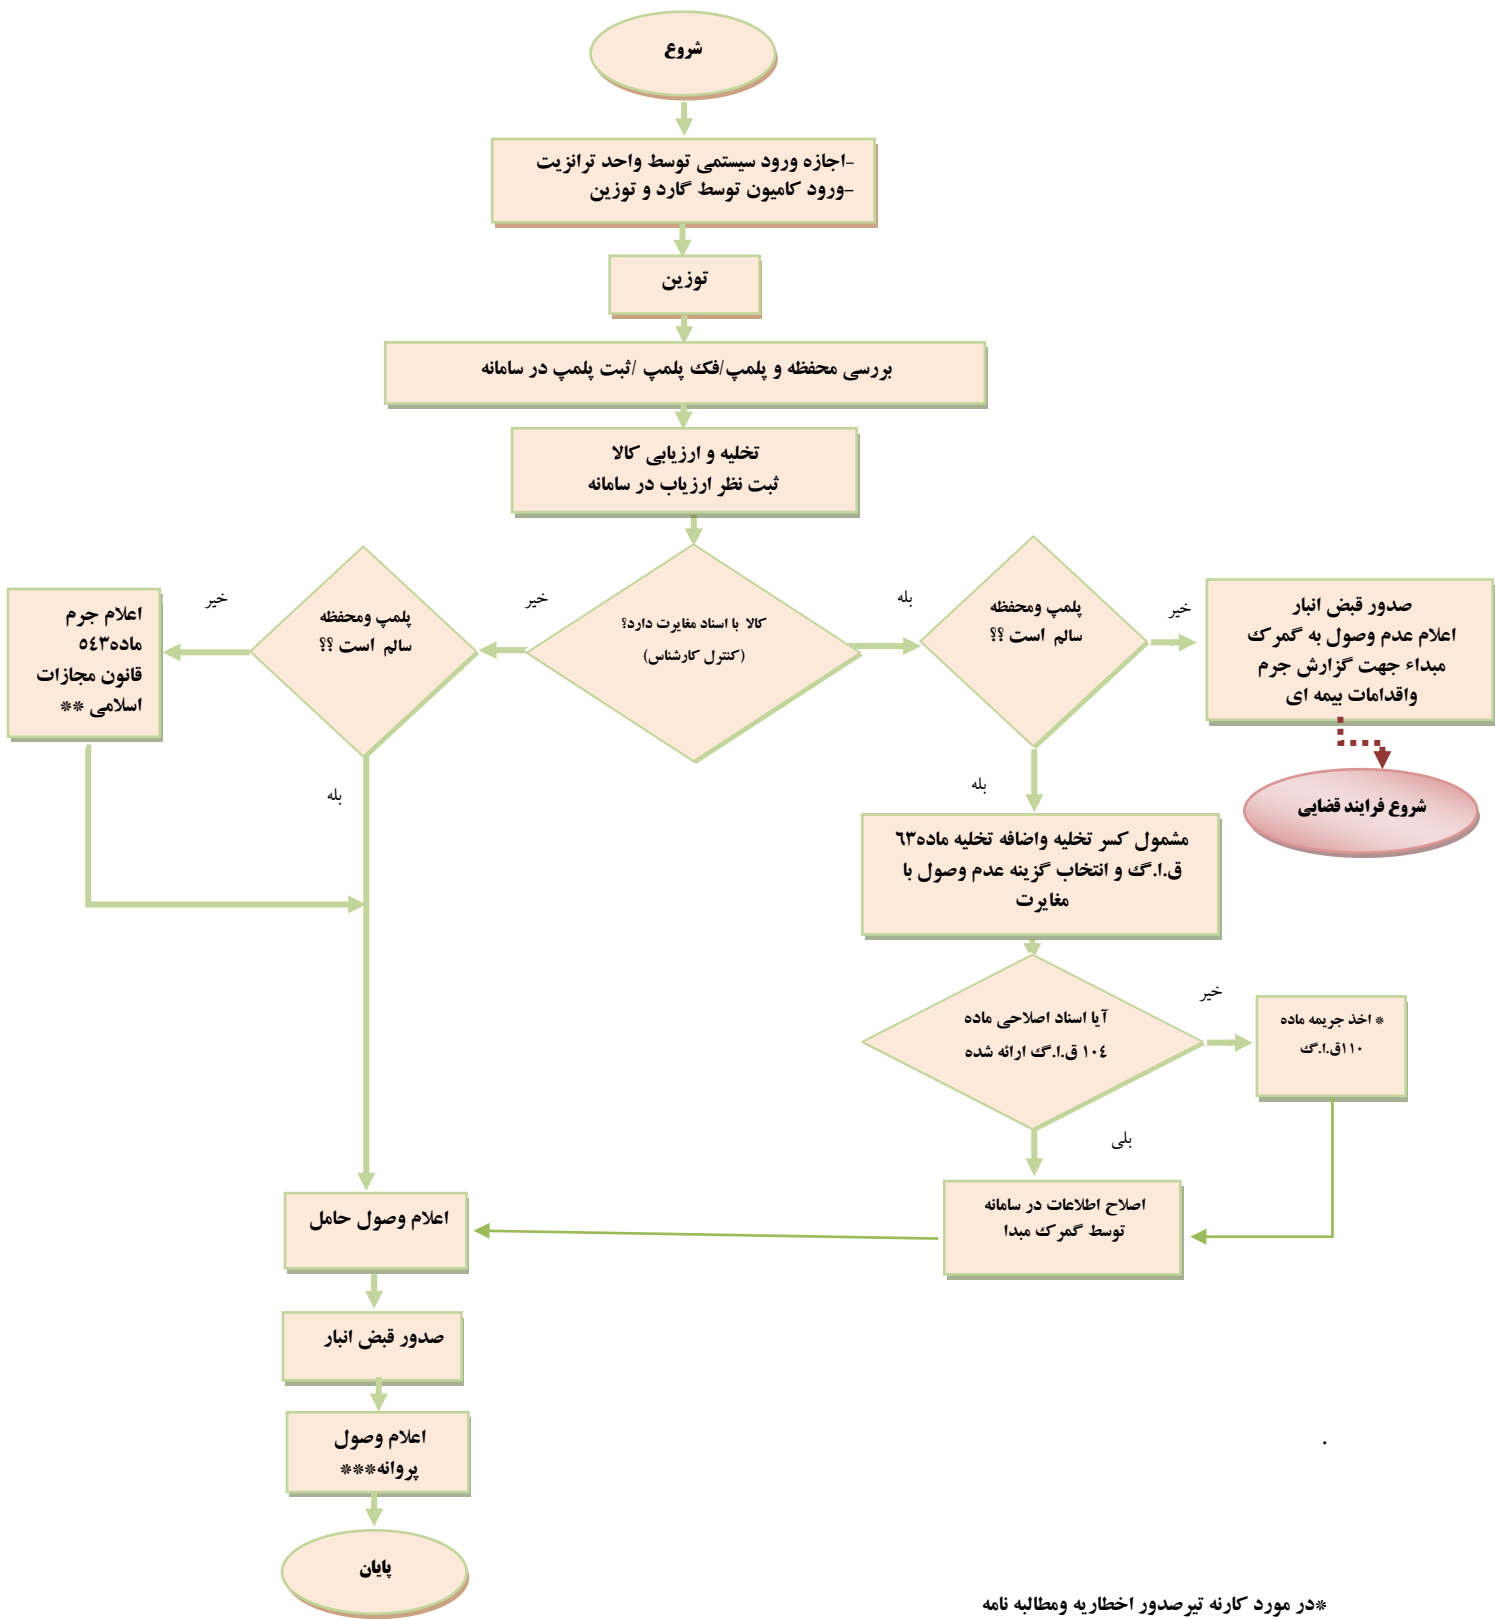 شروع
-اجازه ورود سیستمی توسط واحد ترانزیت
-ورود کامیون توسط گارد و توزین
توزین
بررسی محفظه و پلمپ/فک پلمپ /ثبت پلمپ در سامانه
تخلیه و ارزیابی کالا
ثبت نظر ارزیاب در سامانه
کالا با اسناد مغایرت دارد؟
(کنترل کارشناس)
بله
پلمپ ومحفظه
سالم است ؟؟
خیر
صدور قبض انبار
اعلام عدم وصول به گمرک
مبداء جهت گزارش جرم
واقدامات بیمه ای
شروع فرایند قضایی
خیر
پلمپ ومحفظه
سالم است ؟؟
خیر
اعلام جرم
ماده٥٤٣
قانون مجازات
اسلامی **
بله
بله
مشمول کسر تخلیه واضافه تخلیه ماده٦٣
ق.ا.گ و انتخاب گزینه عدم وصول با
مغایرت
آیا اسناد اصلاحی ماده
١٠٤ ق.ا.گ ارائه شده
خیر
* اخذ جریمه ماده
١١٠ق.ا.گ
بلی
اصلاح اطلاعات در سامانه
توسط گمرک مبدا
اعلام وصول حامل
صدور قبض انبار
اعلام وصول
پروانه***
پایان
.
*در مورد کارنه تیرصدور اخطاریه ومطالبه نامه